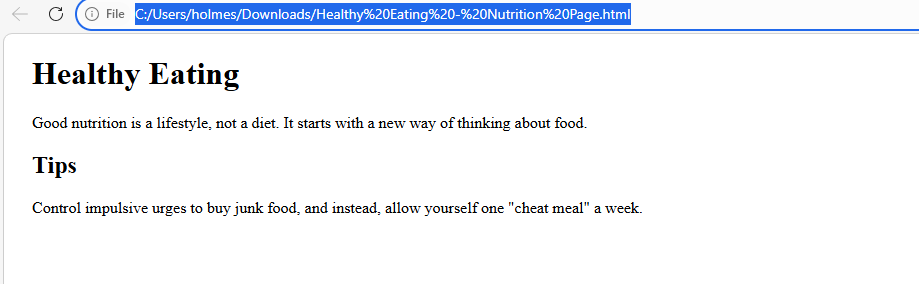 File C:/Users/holmes/Downloads/Healthy%20Eating%20-%20Nutrition%20Page.html
Healthy Eating
Good nutrition is a lifestyle, not a diet. It starts with a new way of thinking about food.
Tips
Control impulsive urges to buy junk food, and instead, allow yourself one "cheat meal" a week.